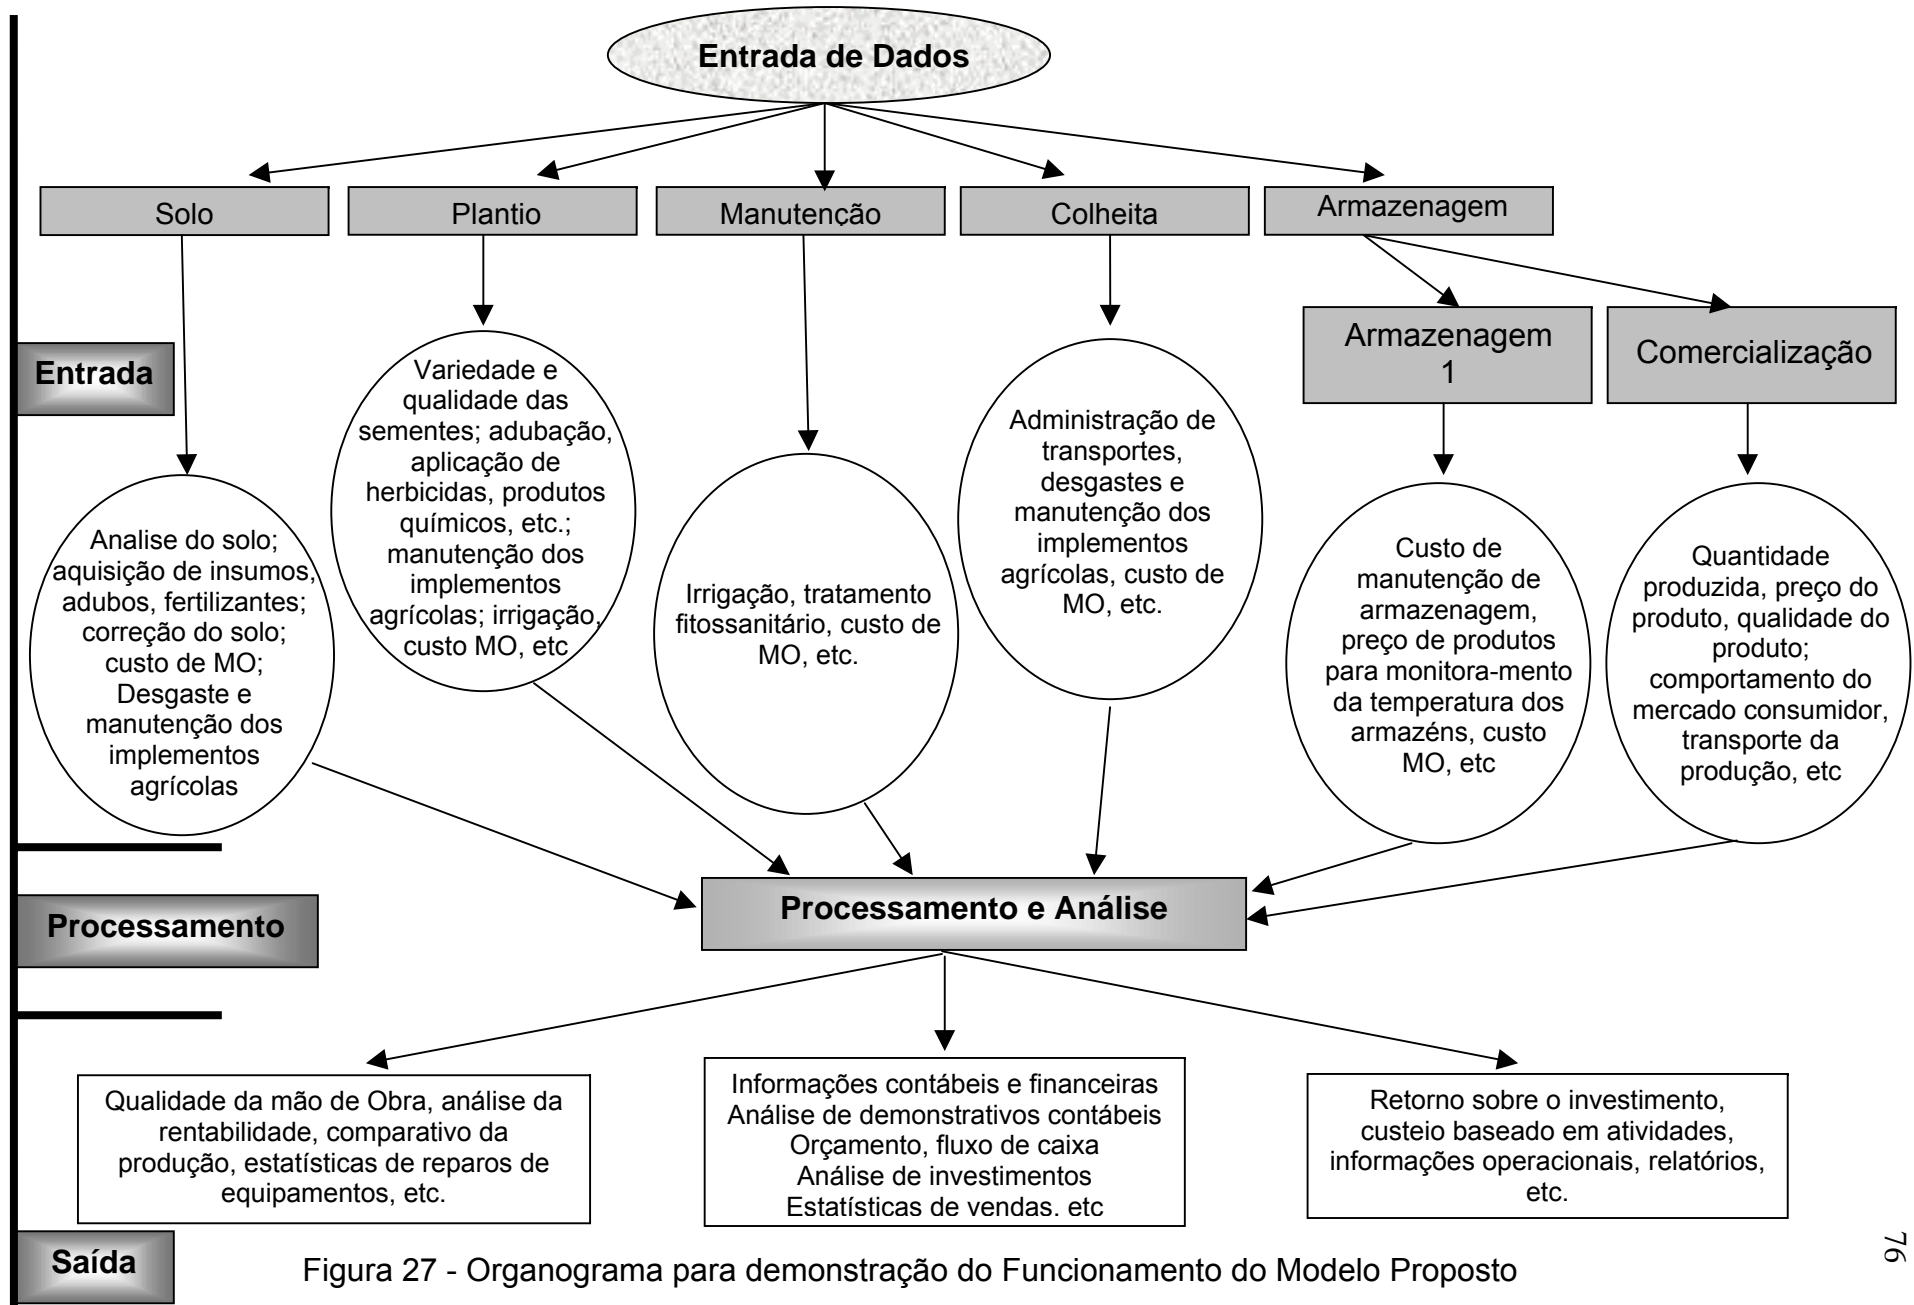 Entrada de Dados
Solo
Plantio
Manutenção
Colheita
Armazenagem
Armazenagem
1
Comercialização
Entrada
Analise do solo;
aquisição de insumos,
adubos, fertilizantes;
correção do solo;
custo de MO;
Desgaste e
manutenção dos
implementos
agrícolas
Variedade e
qualidade das
sementes; adubação,
aplicação de
herbicidas, produtos
químicos, etc.;
manutenção dos
implementos
agrícolas; irrigação,
custo MO, etc
Irrigação, tratamento
fitossanitário, custo de
MO, etc.
Administração de
transportes,
desgastes e
manutenção dos
implementos
agrícolas, custo de
MO, etc.
Custo de
manutenção de
armazenagem,
preço de produtos
para monitora-mento
da temperatura dos
armazéns, custo
MO, etc
Quantidade
produzida, preço do
produto, qualidade do
produto;
comportamento do
mercado consumidor,
transporte da
produção, etc
Processamento
Processamento e Análise
Qualidade da mão de Obra, análise da
rentabilidade, comparativo da
produção, estatísticas de reparos de
equipamentos, etc.
Informações contábeis e financeiras
Análise de demonstrativos contábeis
Orçamento, fluxo de caixa
Análise de investimentos
Estatísticas de vendas. etc
Retorno sobre o investimento,
custeio baseado em atividades,
informações operacionais, relatórios,
etc.
Saída
Figura 27 - Organograma para demonstração do Funcionamento do Modelo Proposto
76